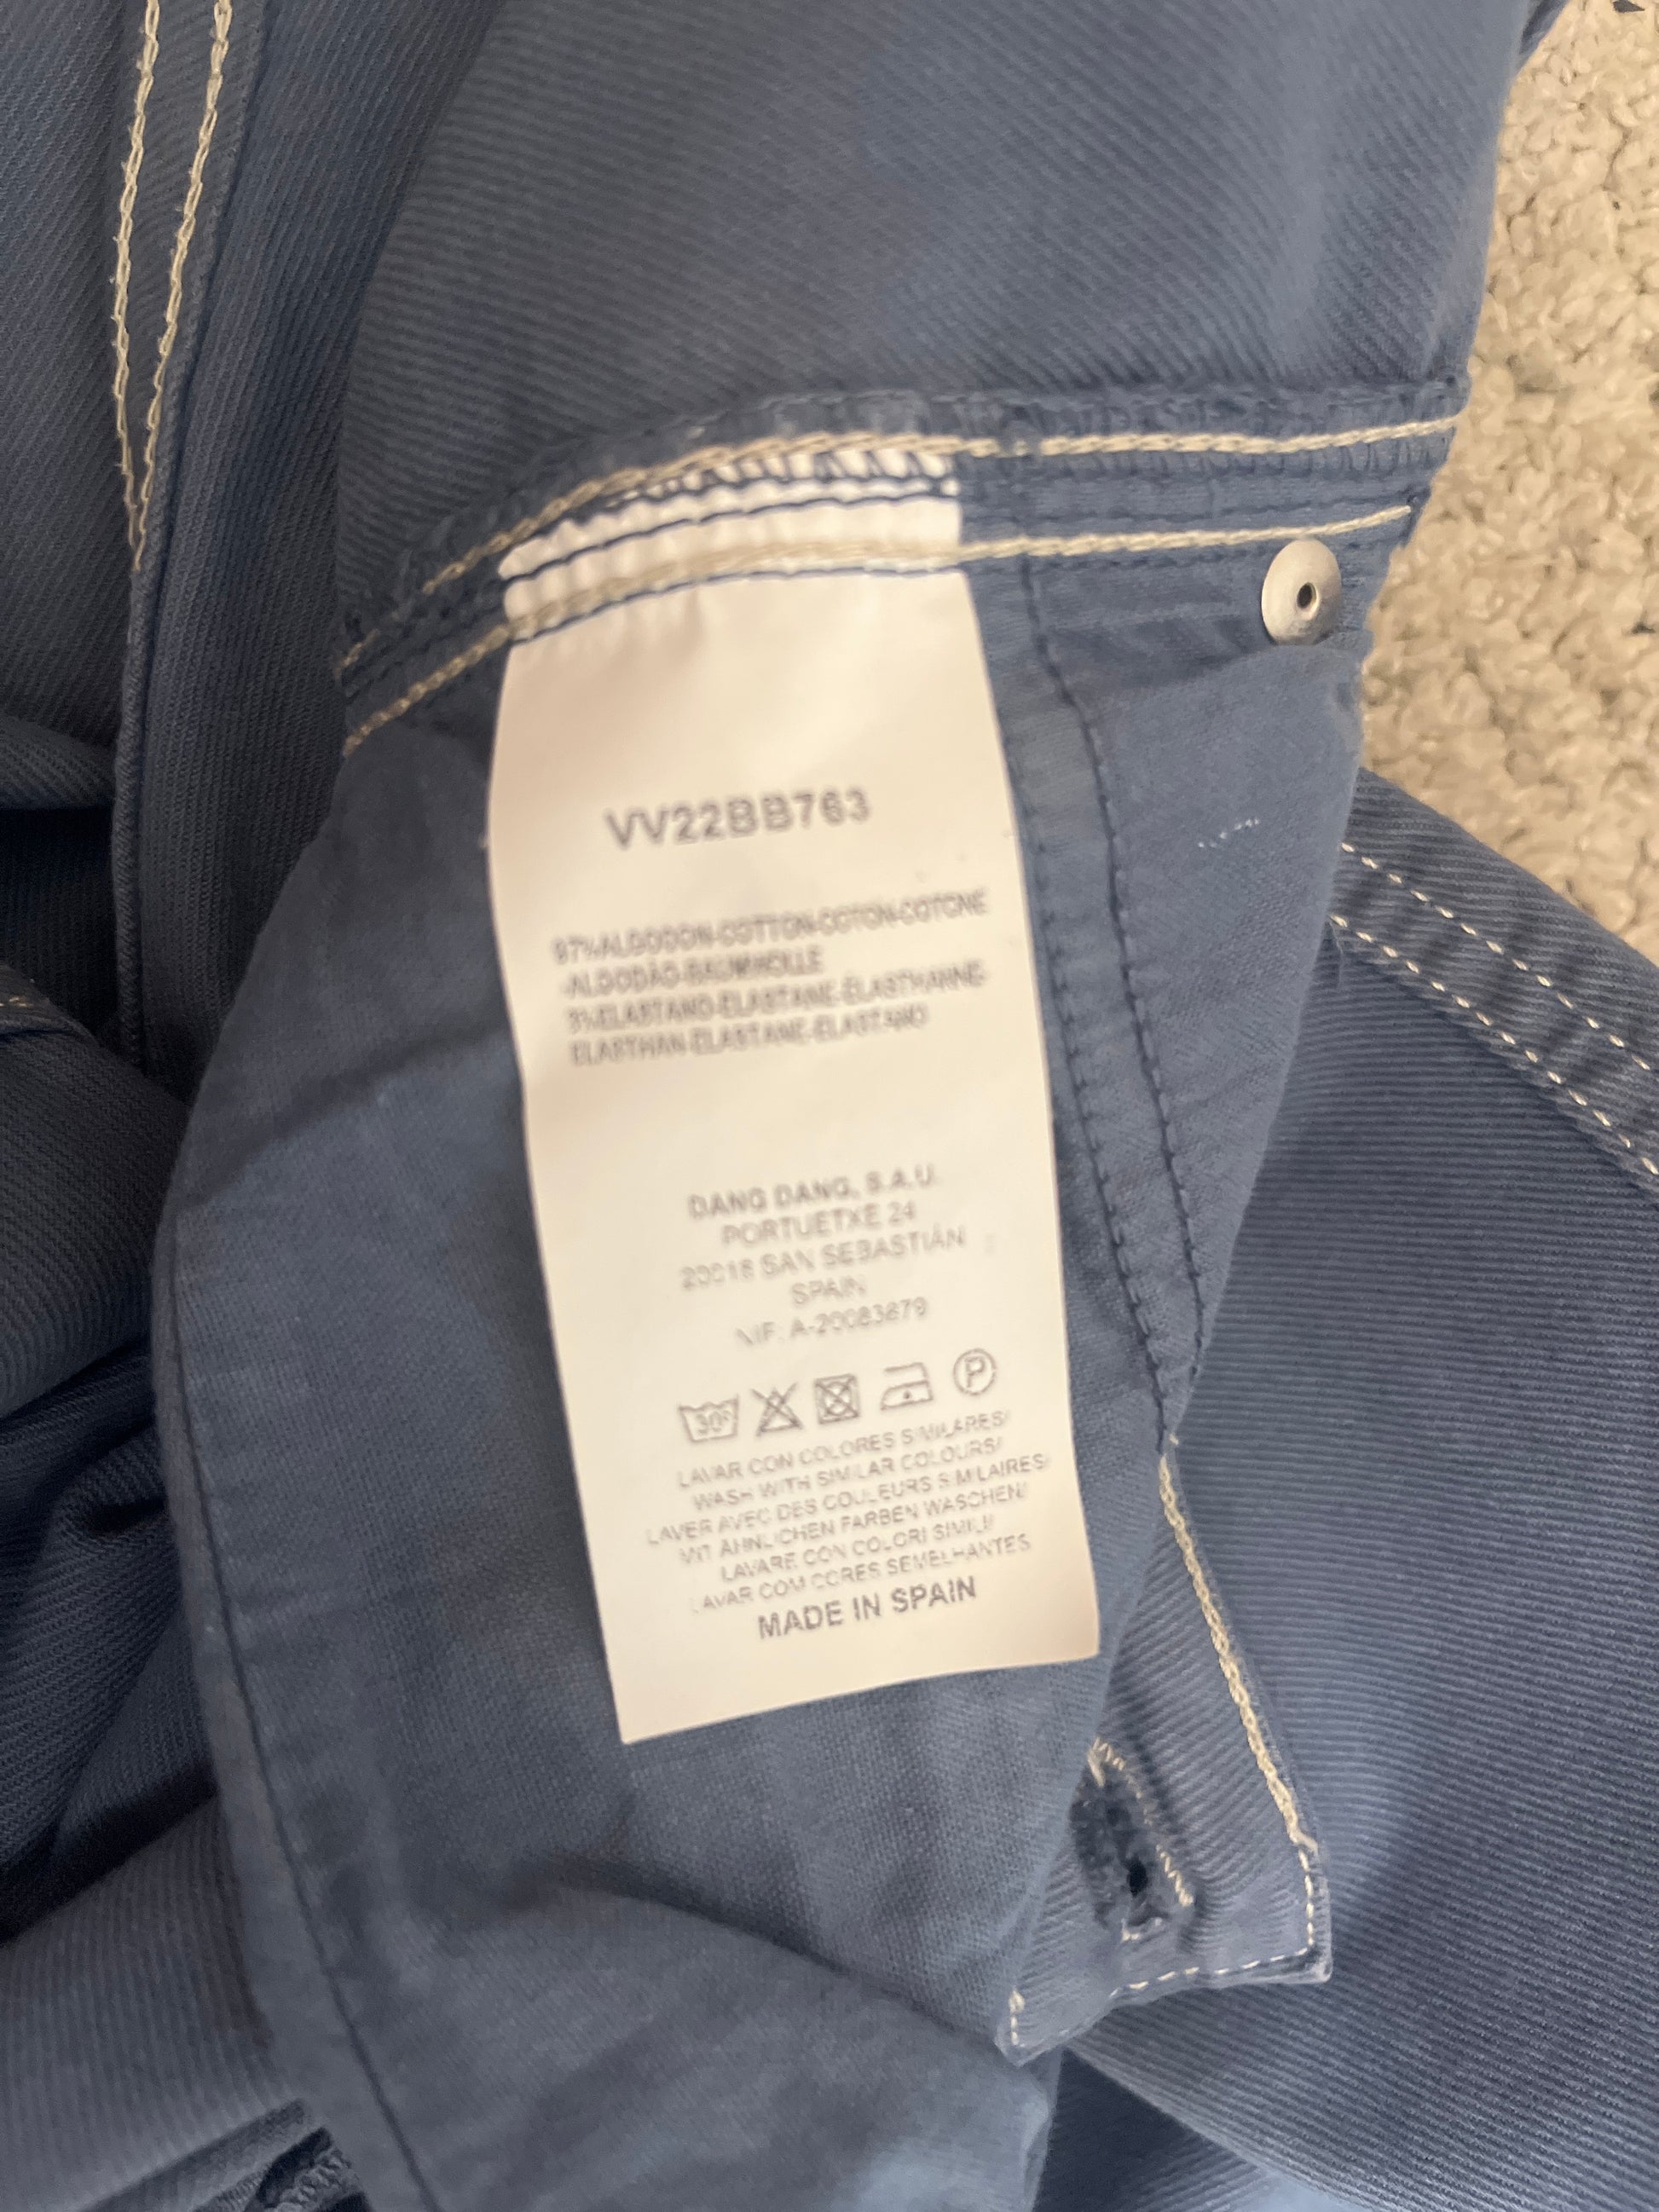 VV22BB763
97%ALGODON-COTTON-COTON-COTONE
-ALGODÃO-BAUMWOLLE
3%ELASTANO-ELASTANE-ÉLASTHANNE-
ELASTHAN-ELASTANE-ELASTANO
DANG DANG, S.A.U.
PORTUETXE 24
20018 SAN SEBASTIÁN
SPAIN
NIF: A-20083879
30º
P
LAVAR CON COLORES SIMILARES/
WASH WITH SIMILAR COLOURS/
LAVER AVEC DES COULEURS SIMILAIRES/
MIT ÄHNLICHEN FARBEN WASCHEN/
LAVARE CON COLORI SIMILI/
LAVAR COM CORES SEMELHANTES
MADE IN SPAIN